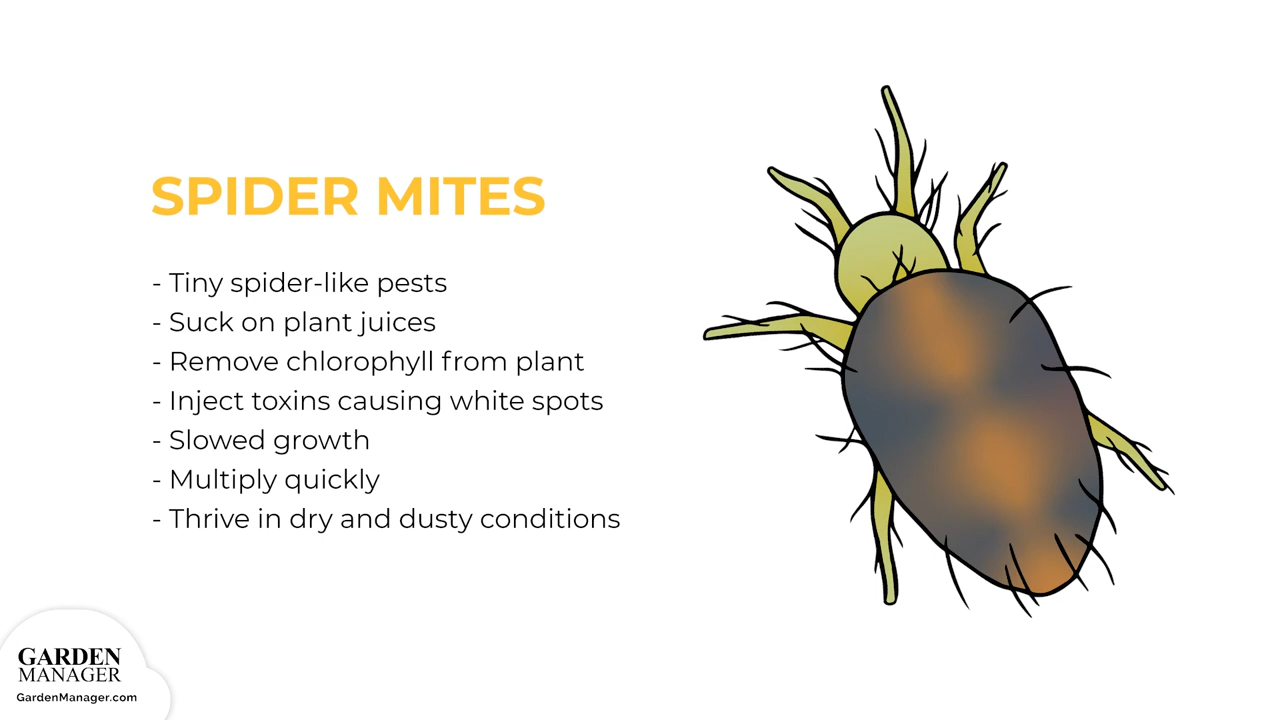 SPIDER MITES
- Tiny spider-like pests
- Suck on plant juices
- Remove chlorophyll from plant
- Inject toxins causing white spots
- Slowed growth
- Multiply quickly
- Thrive in dry and dusty conditions
GARDEN
MANAGER
GardenManager.com